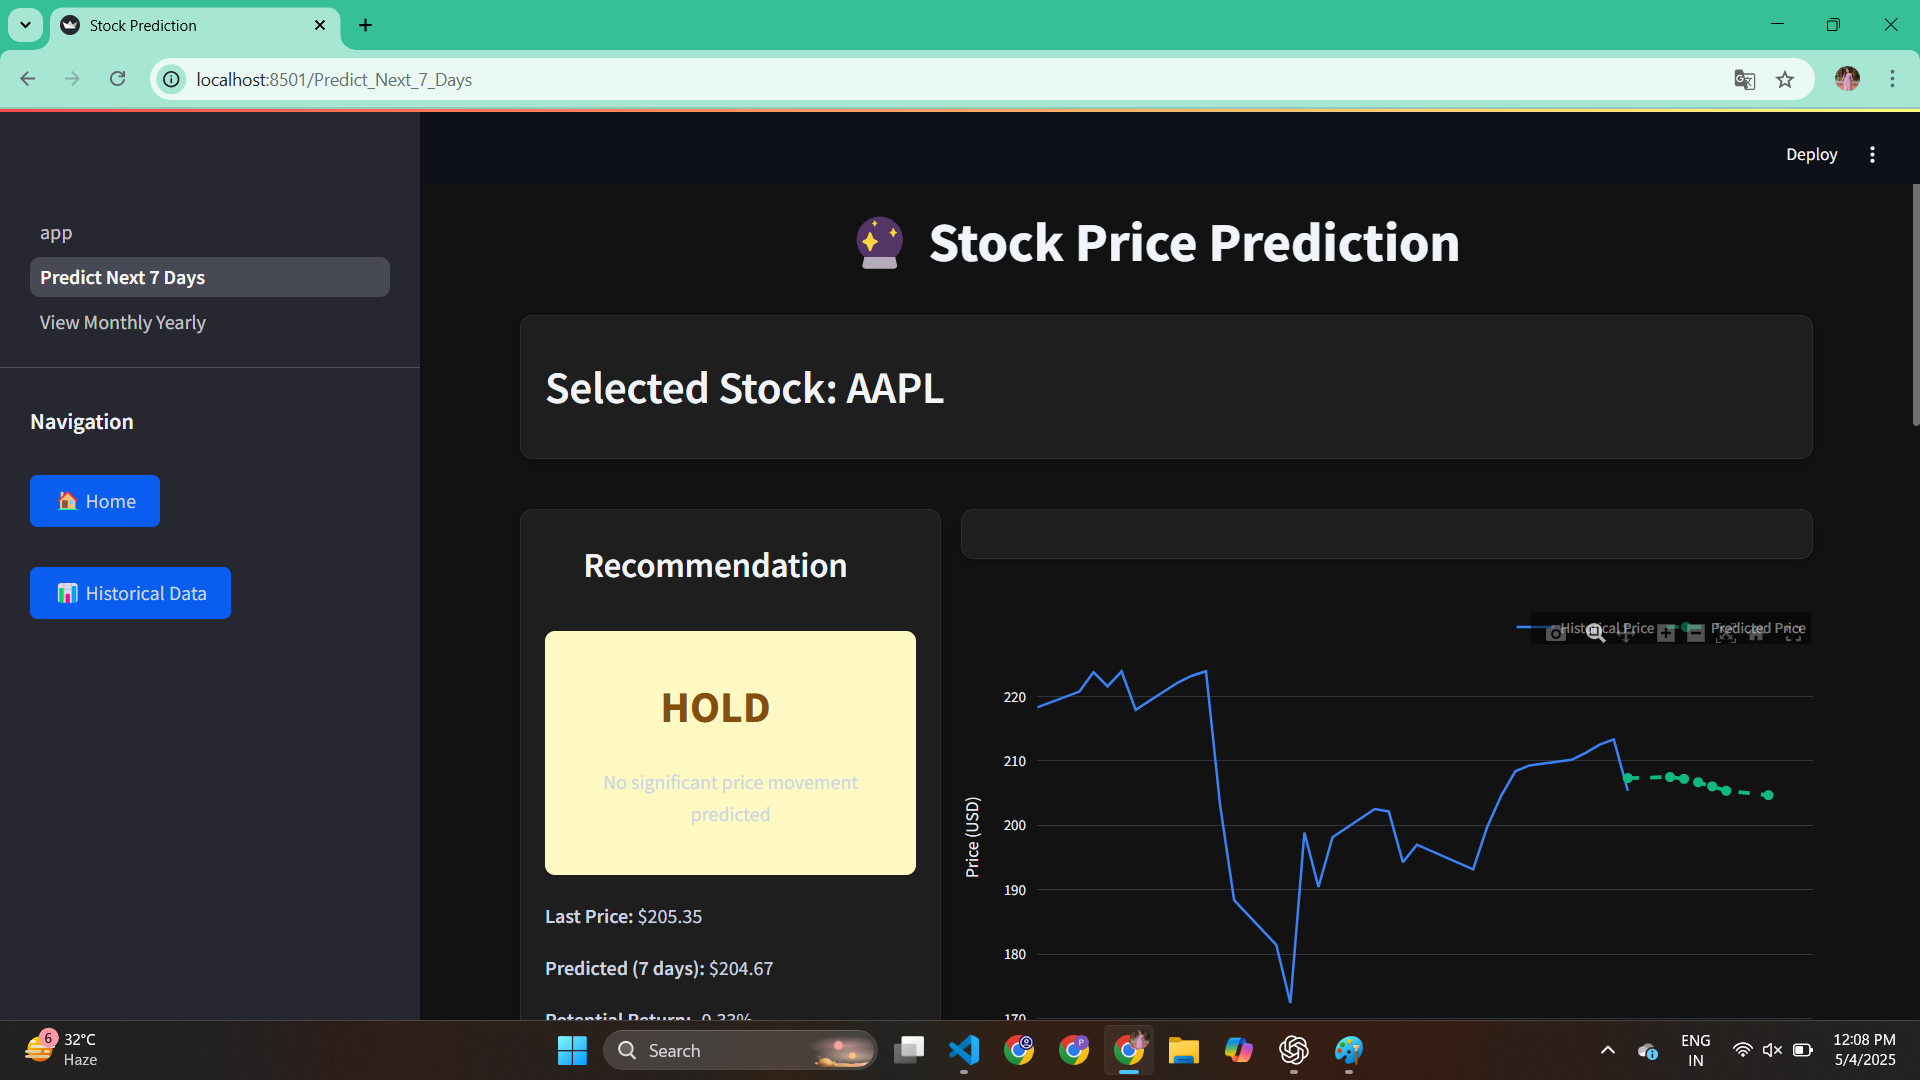 Stock Prediction
localhost:8501/Predict_Next_7_Days
Deploy
app
Predict Next 7 Days
View Monthly Yearly
Navigation
🏠 Home
📊 Historical Data
🔮 Stock Price Prediction
Selected Stock: AAPL
Recommendation
HOLD
No significant price movement
predicted
Last Price: $205.35
Predicted (7 days): $204.67
Potential Return: -0.33%
Historical Price
Predicted Price
Price (USD)
220
210
200
190
180
170
6
32°C
Haze
Search
ENG
IN
12:08 PM
5/4/2025